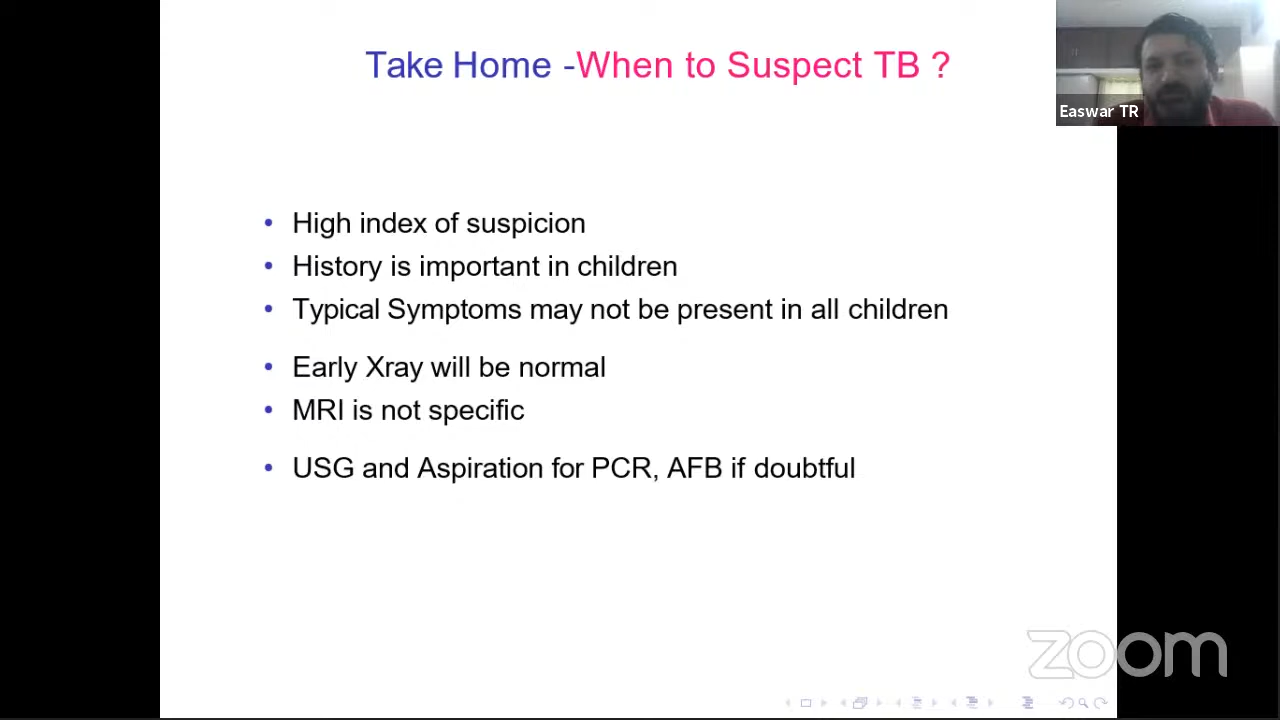 Take Home -When to Suspect TB ?
Easwar TR
• High index of suspicion
• History is important in children
• Typical Symptoms may not be present in all children
• Early Xray will be normal
• MRI is not specific
• USG and Aspiration for PCR, AFB if doubtful
zoom